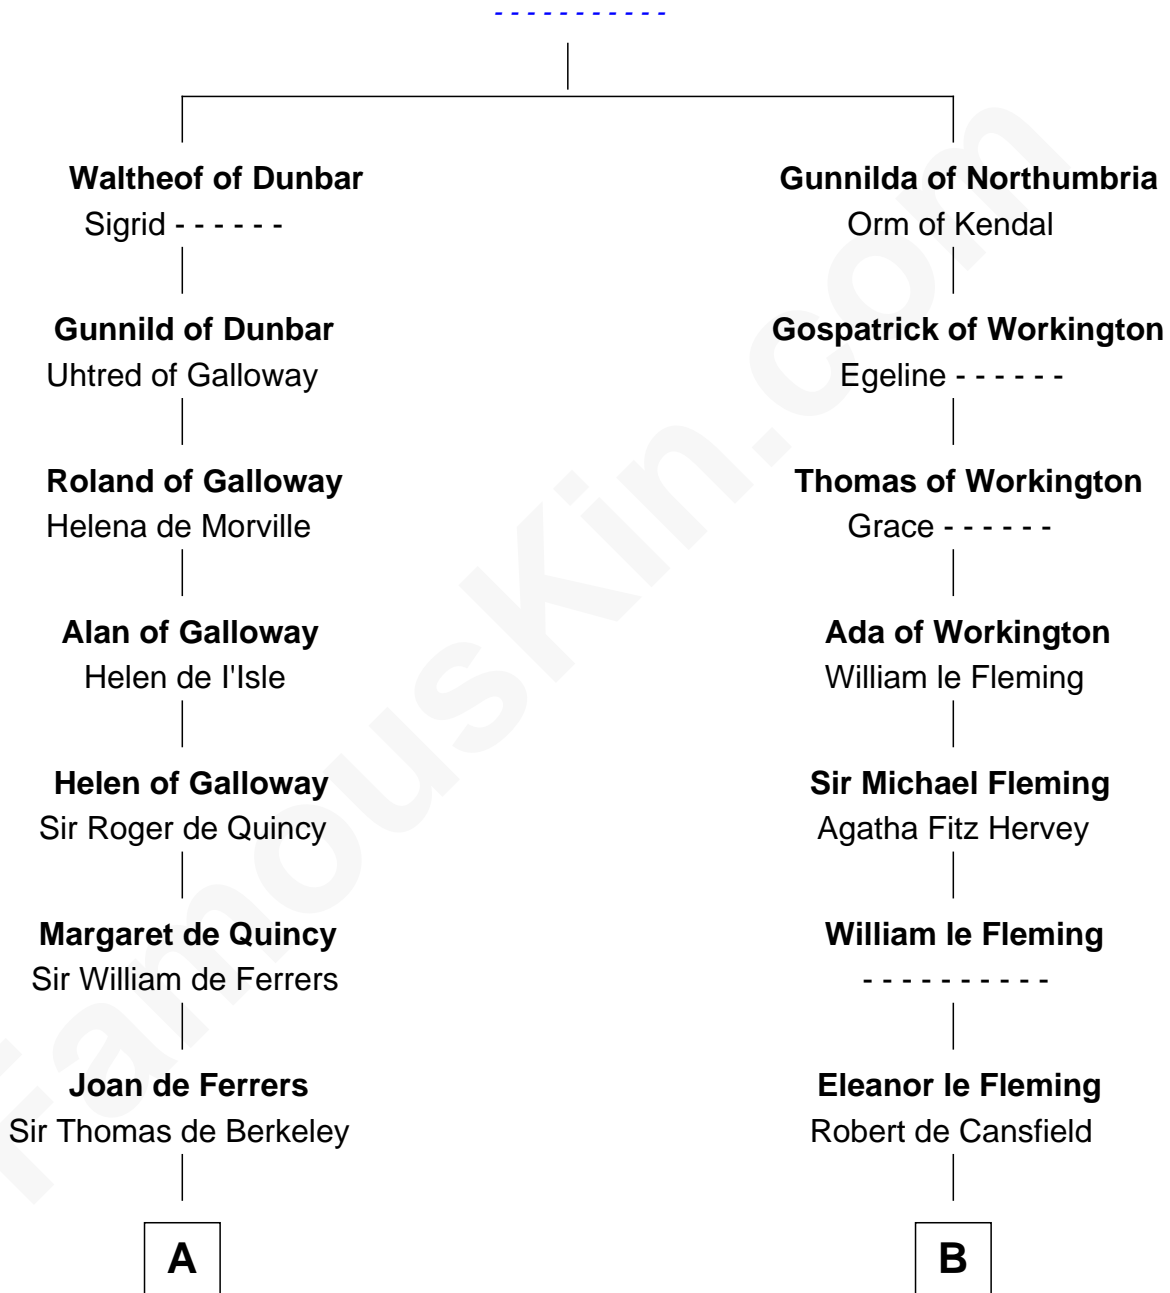 - - - - - - - - - - -
Waltheof of Dunbar
Sigrid - - - - - -
Gunnild of Dunbar
Uhtred of Galloway
Roland of Galloway
Helena de Morville
Alan of Galloway
Helen de l'Isle
Helen of Galloway
Sir Roger de Quincy
Margaret de Quincy
Sir William de Ferrers
Joan de Ferrers
Sir Thomas de Berkeley
A
Gunnilda of Northumbria
Orm of Kendal
Gospatrick of Workington
Egeline - - - - - -
Thomas of Workington
Grace - - - - - -
Ada of Workington
William le Fleming
Sir Michael Fleming
Agatha Fitz Hervey
William le Fleming
- - - - - - - - - -
Eleanor le Fleming
Robert de Cansfield
B
FamousKin.com